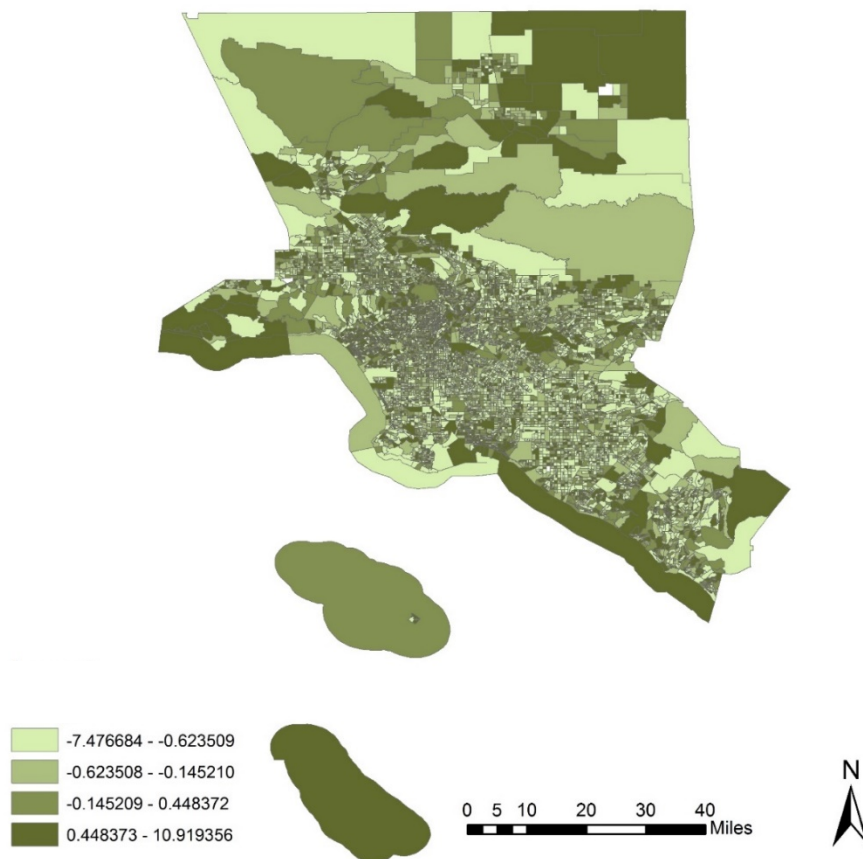 -7.476684 - -0.623509
-0.623508 - -0.145210
-0.145209 - 0.448372
0.448373 - 10.919356
0 5 10 20 30 40
Miles
N